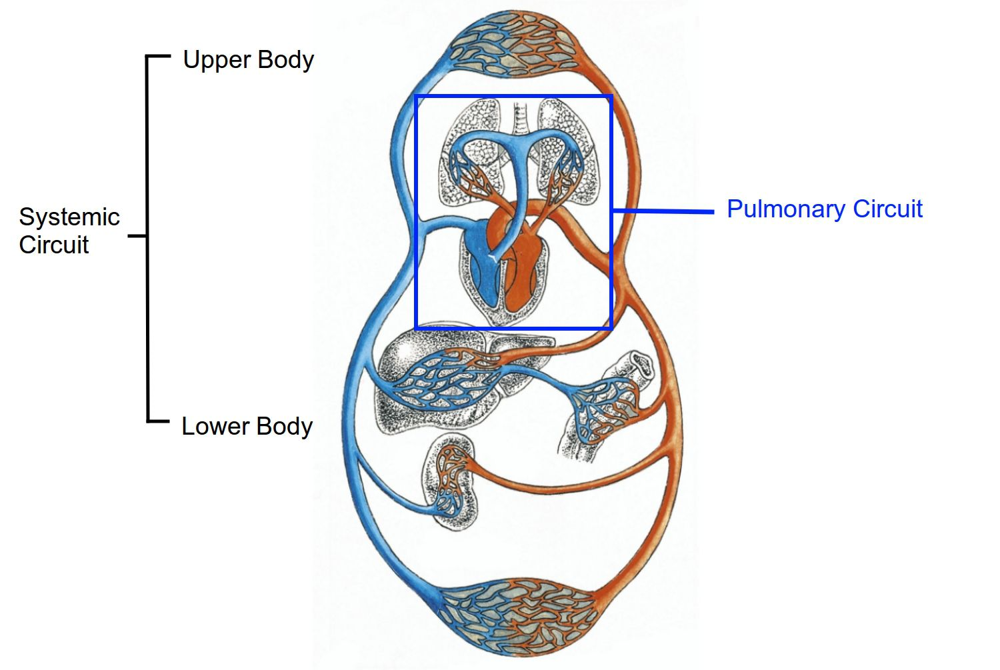 Upper Body
Systemic
Circuit
Lower Body
Pulmonary Circuit